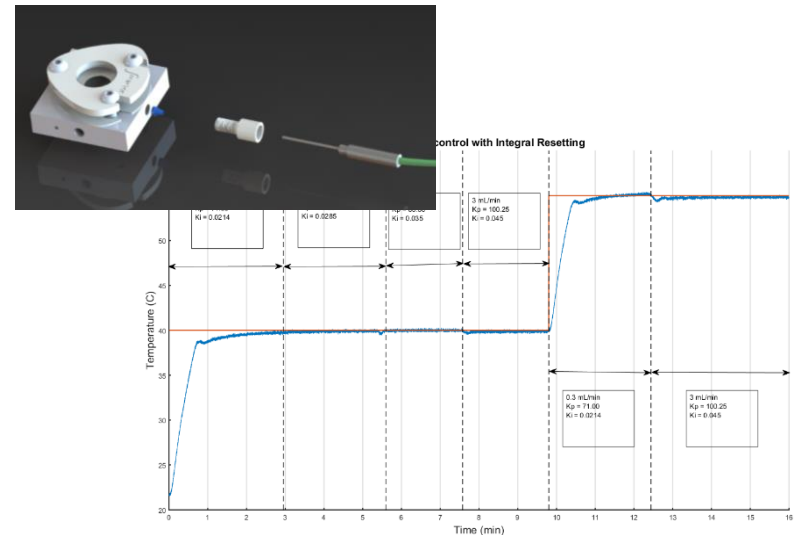 control with Integral Resetting
Ki = 0.0214
Ki = 0.0285
Ki = 0.035
3 mL/min
Kp = 100.25
Ki = 0.045
0.3 mL/min
Kp = 71.00
Ki = 0.0214
3 mL/min
Kp = 100.25
Ki = 0.045
Temperature (C)
50
45
40
35
30
25
20
0
1
2
3
4
5
6
7
8
9
10
11
12
13
14
15
16
Time (min)